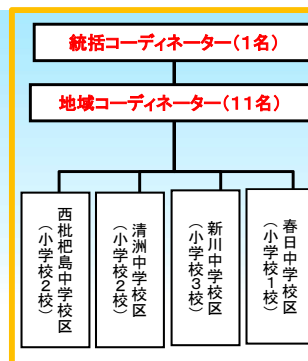 統括コーディネーター(1名)
地域コーディネーター(11名)
西枇杷島中学校区
(小学校2校)
清洲中学校区
(小学校2校)
新川中学校区
(小学校3校)
春日中学校区
(小学校1校)